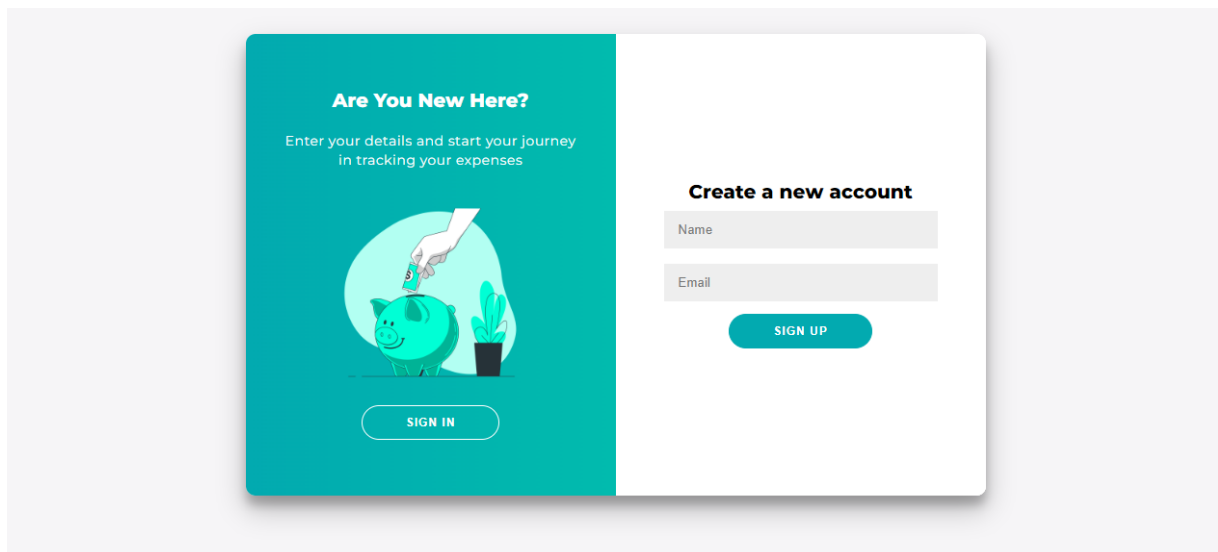 Are You New Here?
Enter your details and start your journey
in tracking your expenses
$
SIGN IN
Create a new account
Name
Email
SIGN UP